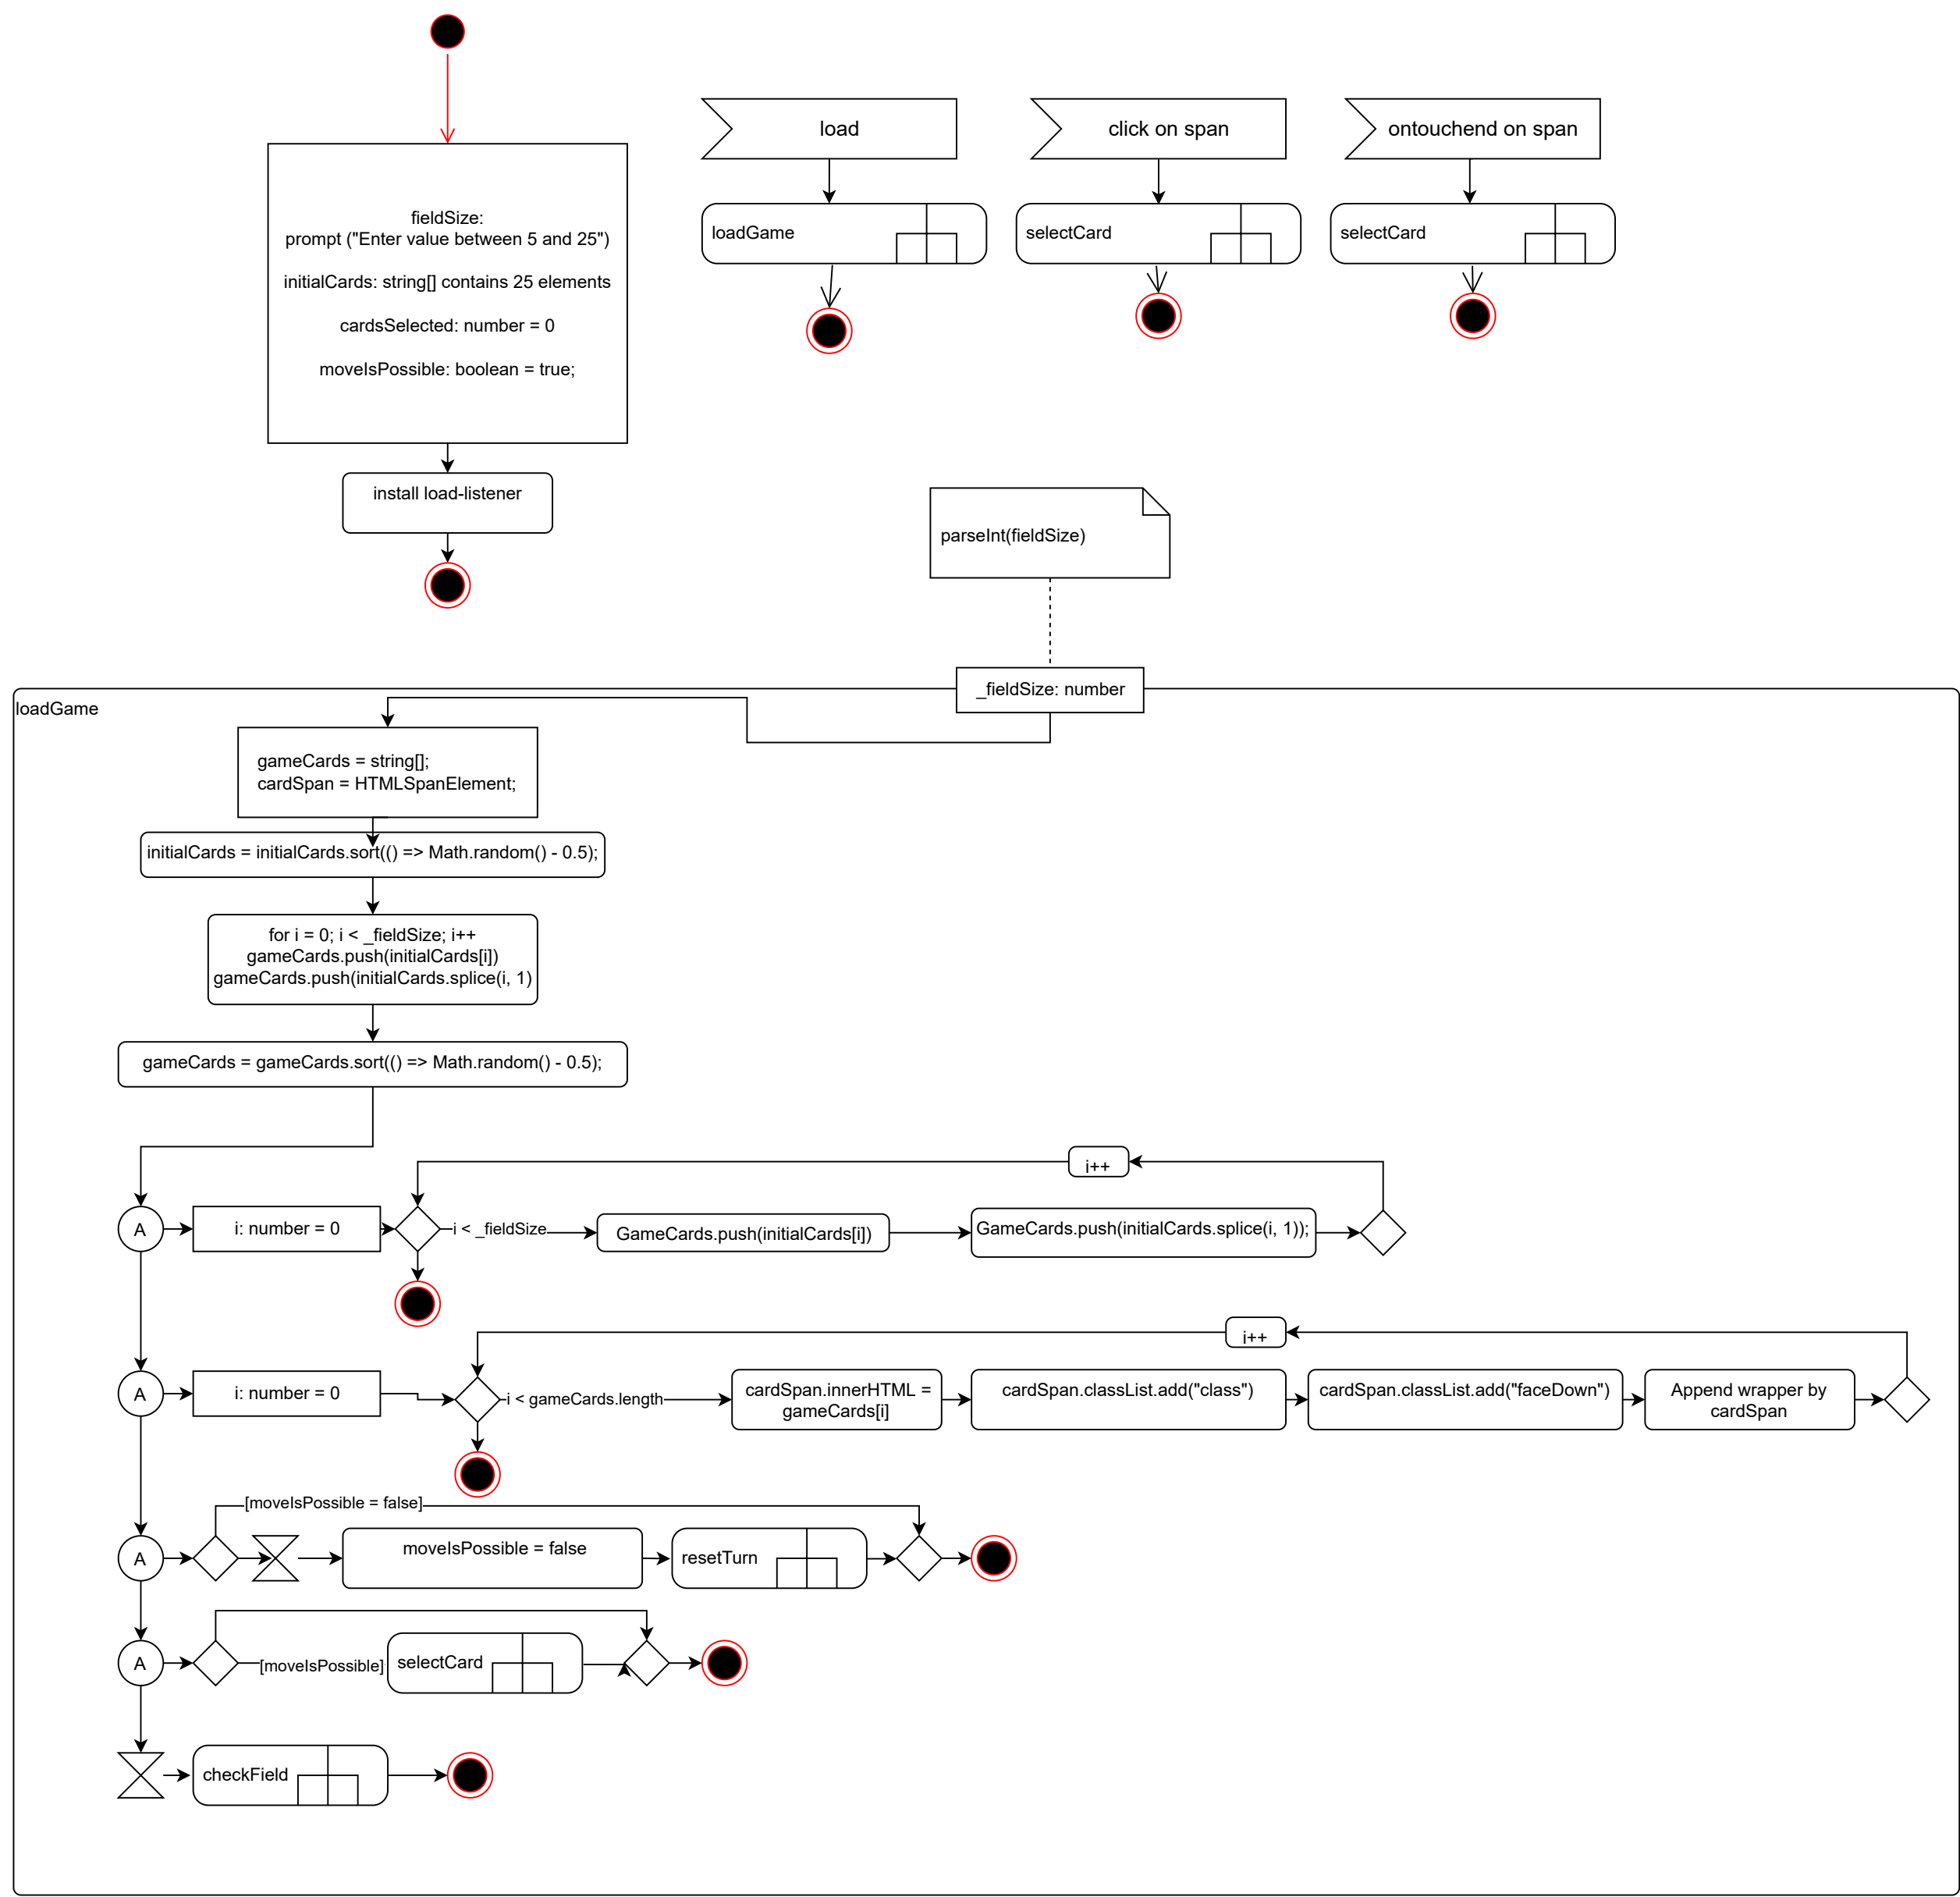 load
click on span
ontouchend on span
fieldSize:
prompt ("Enter value between 5 and 25")
initialCards: string[] contains 25 elements
cardsSelected: number = 0
moveIsPossible: boolean = true;
loadGame
selectCard
selectCard
install load-listener
parseInt(fieldSize)
_fieldSize: number
loadGame
gameCards = string[];
cardSpan = HTMLSpanElement;
initialCards = initialCards.sort(() => Math.random() - 0.5);
for i = 0; i < _fieldSize; i++
gameCards.push(initialCards[i])
gameCards.push(initialCards.splice(i, 1)
gameCards = gameCards.sort(() => Math.random() - 0.5);
i++
A
i: number = 0
i < _fieldSize
GameCards.push(initialCards[i])
GameCards.push(initialCards.splice(i, 1));
i++
A
i: number = 0
i < gameCards.length
cardSpan.innerHTML =
gameCards[i]
cardSpan.classList.add("class")
cardSpan.classList.add("faceDown")
Append wrapper by
cardSpan
[moveIsPossible = false]
A
moveIsPossible = false
resetTurn
A
[moveIsPossible]
selectCard
checkField